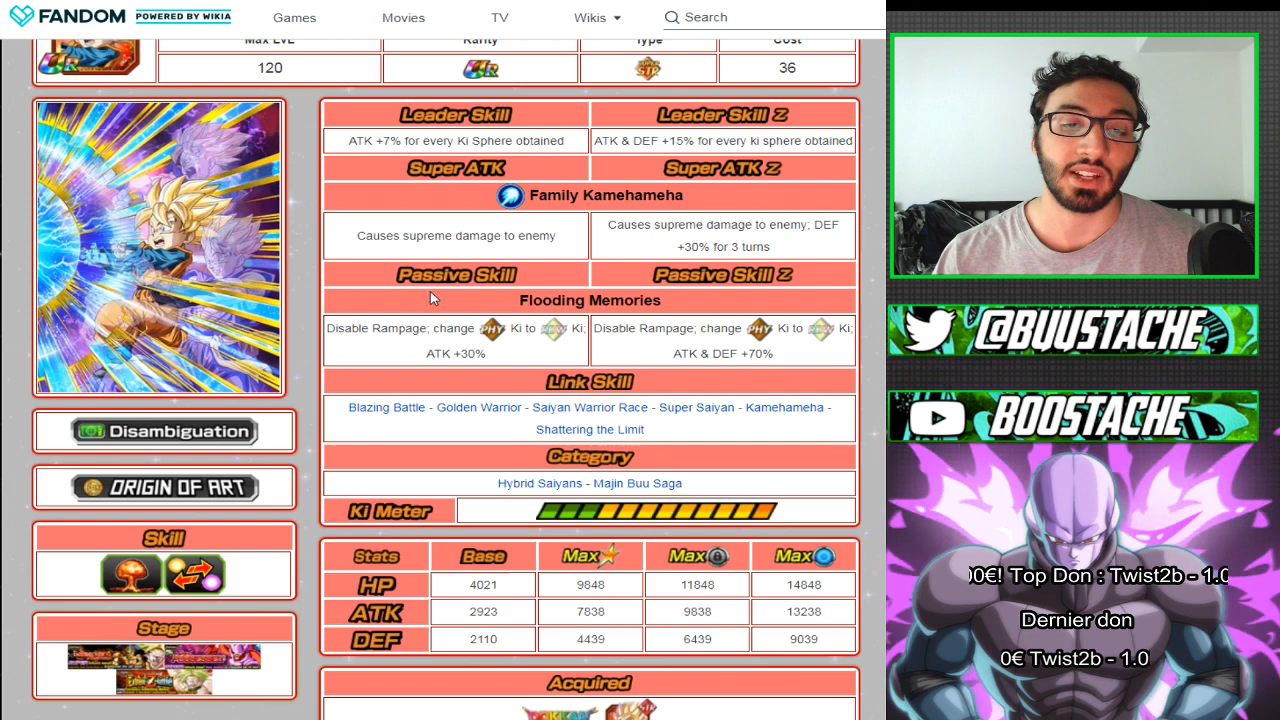 FANDOM
POWERED BY WIKIA
Games
Movies
TV
Wikis
Search
Max LVL
Rarity
Type
Cost
UR
120
UR
SUPER STR
36
Leader Skill
Leader Skill Z
ATK +7% for every Ki Sphere obtained
ATK & DEF +15% for every ki sphere obtained
Super ATK
Super ATK Z
Family Kamehameha
Causes supreme damage to enemy
Causes supreme damage to enemy; DEF
+30% for 3 turns
Passive Skill
Passive Skill Z
Flooding Memories
Disable Rampage; change PHY Ki to Ki;
ATK +30%
Disable Rampage; change PHY Ki to Ki;
ATK & DEF +70%
Link Skill
Blazing Battle - Golden Warrior - Saiyan Warrior Race - Super Saiyan - Kamehameha -
Shattering the Limit
Category
Hybrid Saiyans - Majin Buu Saga
Ki Meter
Disambiguation
ORIGIN OF ART
Skill
Stage
Stats
Base
Max
Max
Max
HP
4021
9848
11848
14848
ATK
2923
7838
9838
13238
DEF
2110
4439
6439
9039
Acquired
DOKKAN
@BUUSTACHE
BOOSTACHE
00€! Top Don : Twist2b - 1.0
Dernier don
0€ Twist2b - 1.0